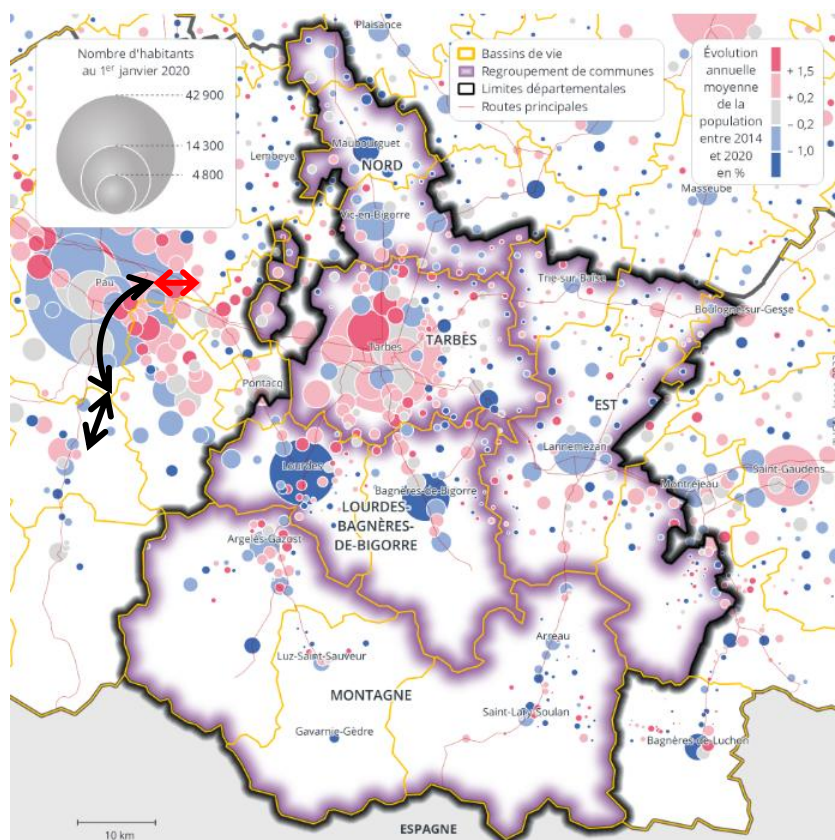 Nombre d'habitants
au 1er janvier 2020
42 900
14 300
4 800
Bassins de vie
Regroupement de communes
Limites départementales
Routes principales
Évolution
annuelle
moyenne
de la
population
entre 2014
et 2020
en %
+ 1,5
+ 0,2
– 0,2
– 1,0
Plaisance
Maubourguet
Lembeye
NORD
Masseube
Vic-en-Bigorre
Pau
Trie-sur-Baïse
Boulogne-sur-Gesse
TARBES
Tarbes
Pontacq
EST
Lannemezan
Lourdes
Saint-Gaudens
Bagnères-de-Bigorre
Montréjeau
LOURDES-
BAGNÈRES-
DE-BIGORRE
Argelès-Gazost
Arreau
Luz-Saint-Sauveur
MONTAGNE
Saint-Lary-Soulan
Gavarnie-Gèdre
Bagnères-de-Luchon
10 km
ESPAGNE